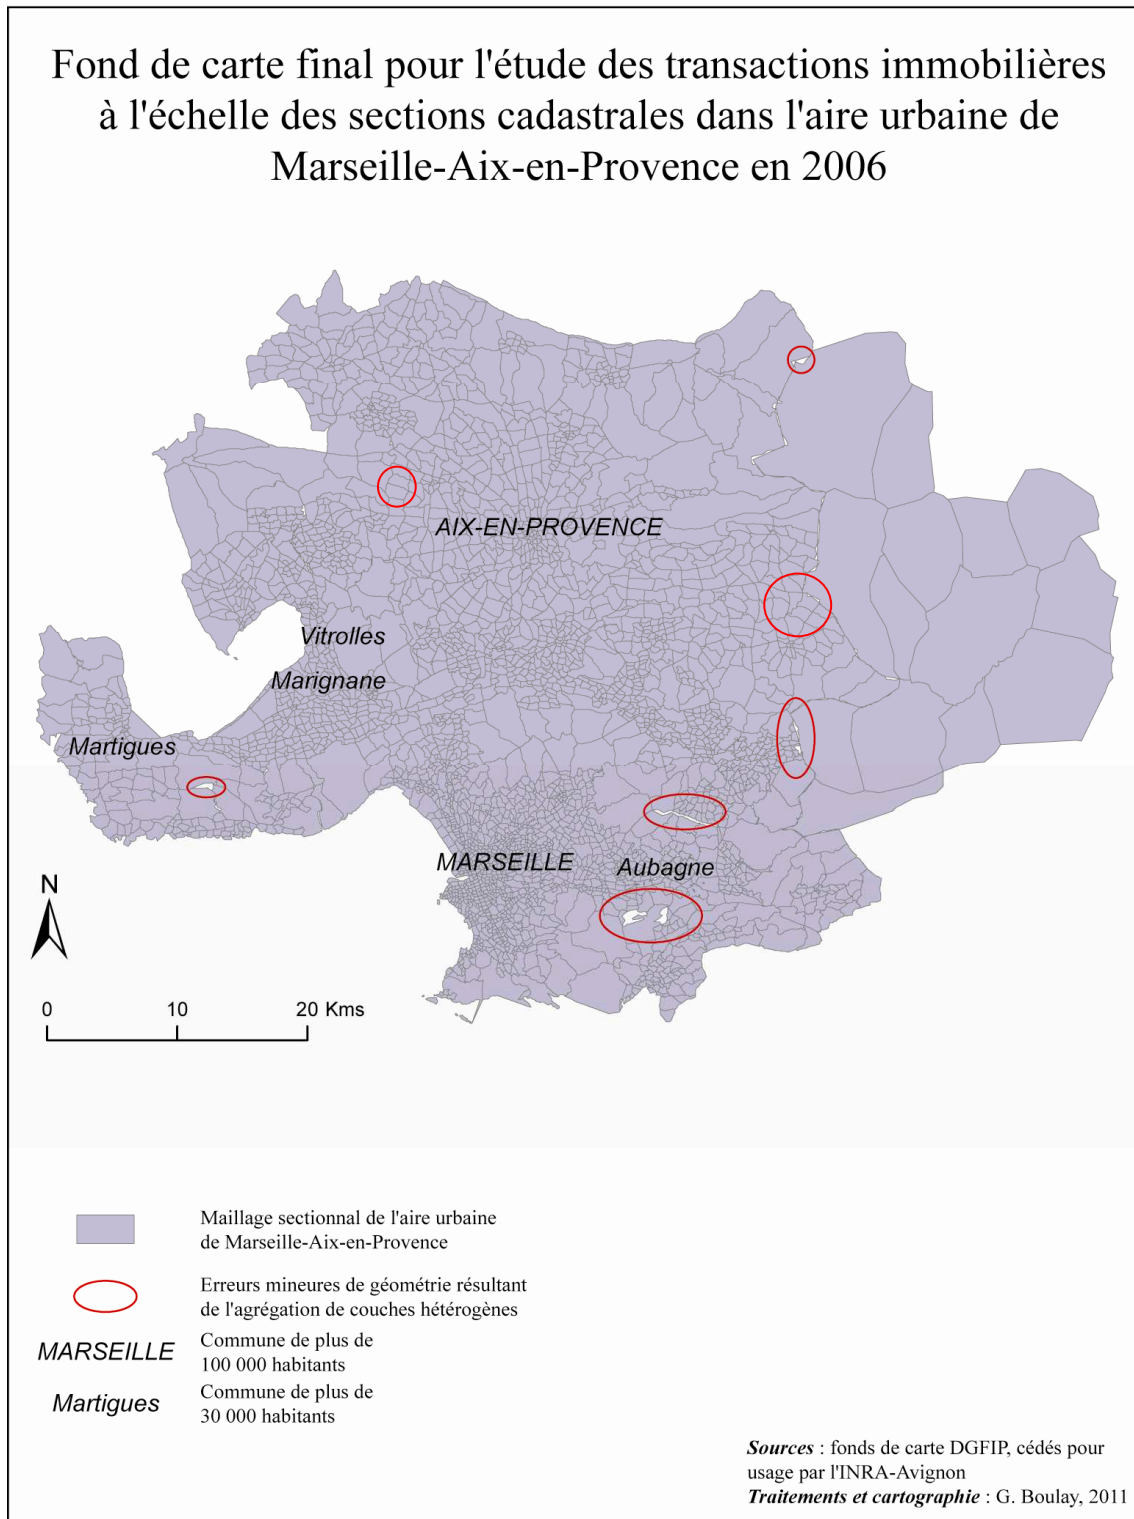 Fond de carte final pour l'étude des transactions immobilières
à l'échelle des sections cadastrales dans l'aire urbaine de
Marseille-Aix-en-Provence en 2006
AIX-EN-PROVENCE
Vitrolles
Marignane
Martigues
MARSEILLE
Aubagne
N
0 10 20 Kms
Maillage sectionnal de l'aire urbaine
de Marseille-Aix-en-Provence
Erreurs mineures de géométrie résultant
de l'agrégation de couches hétérogènes
MARSEILLE
Commune de plus de
100 000 habitants
Martigues
Commune de plus de
30 000 habitants
Sources : fonds de carte DGFIP, cédés pour
usage par l'INRA-Avignon
Traitements et cartographie : G. Boulay, 2011